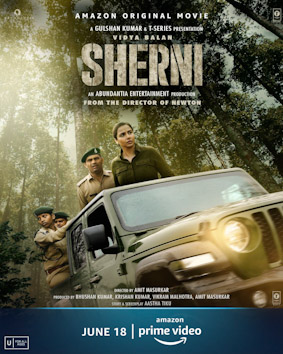 AMAZON ORIGINAL MOVIE
A GULSHAN KUMAR & T-SERIES PRESENTATION
VIDYA BALAN
SHERNI
AN ABUNDANTIA ENTERTAINMENT PRODUCTION
FROM THE DIRECTOR OF NEWTON
DIRECTED BY AMIT MASURKAR
PRODUCED BY BHUSHAN KUMAR, KRISHAN KUMAR, VIKRAM MALHOTRA, AMIT MASURKAR
STORY & SCREENPLAY AASTHA TIKU
JUNE 18
amazon
prime video